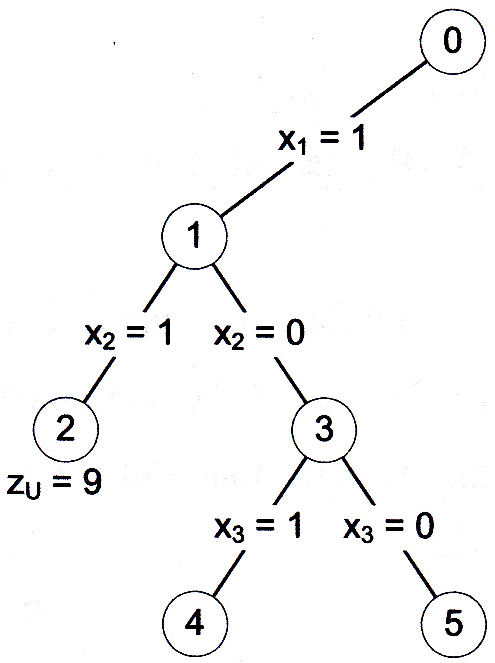 0
x₁ = 1
1
x₂ = 1 x₂ = 0
2 3
z_U = 9
x₃ = 1 x₃ = 0
4 5